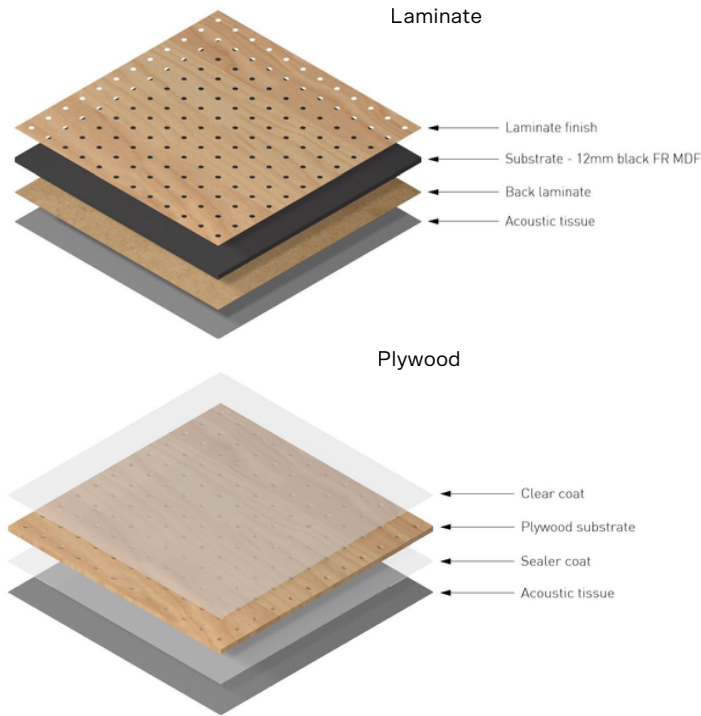 Laminate
Laminate finish
Substrate - 12mm black FR MDF
Back laminate
Acoustic tissue
Plywood
Clear coat
Plywood substrate
Sealer coat
Acoustic tissue